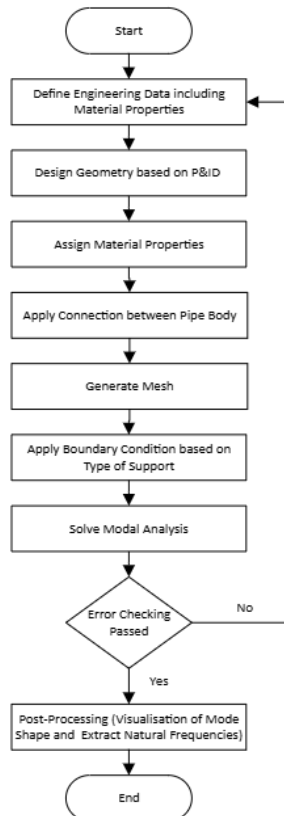 Start
Define Engineering Data including
Material Properties
Design Geometry based on P&ID
Assign Material Properties
Apply Connection between Pipe Body
Generate Mesh
Apply Boundary Condition based on
Type of Support
Solve Modal Analysis
Error Checking
Passed
No
Yes
Post-Processing (Visualisation of Mode
Shape and Extract Natural Frequencies)
End